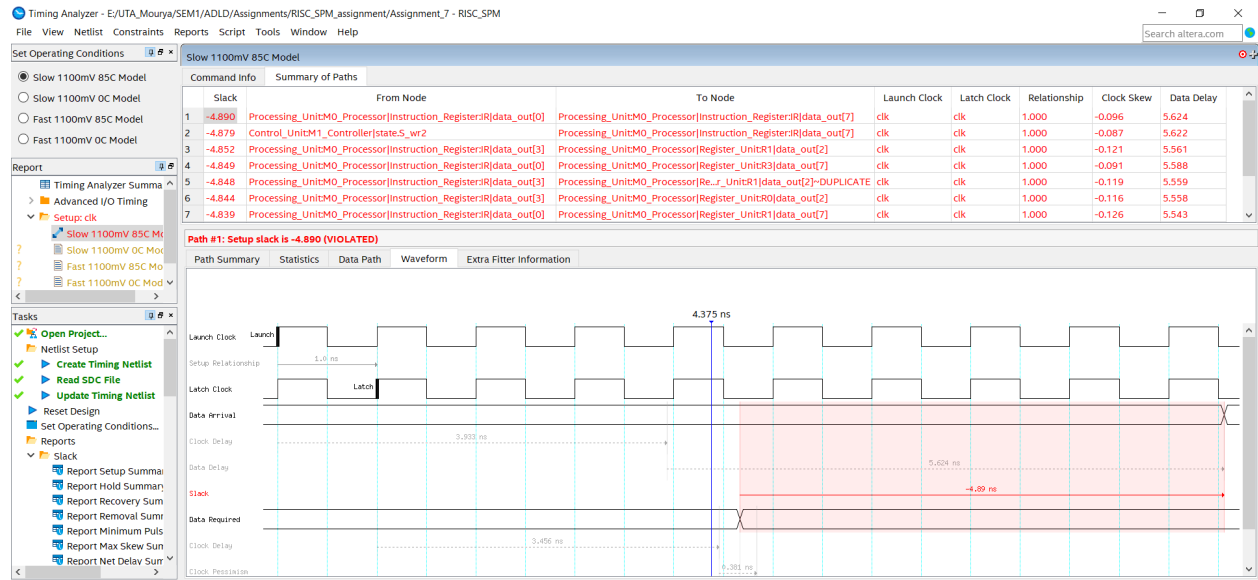 Timing Analyzer - E:/UTA_Mourya/SEM1/ADLD/Assignments/RISC_SPM_assignment/Assignment_7 - RISC_SPM
File View Netlist Constraints Reports Script Tools Window Help
Search altera.com
Set Operating Conditions
Slow 1100mV 85C Model
Slow 1100mV 0C Model
Fast 1100mV 85C Model
Fast 1100mV 0C Model
Report
Timing Analyzer Summa
Advanced I/O Timing
Setup: clk
Slow 1100mV 85C Mo
? Slow 1100mV 0C Mod
? Fast 1100mV 85C Mo
? Fast 1100mV 0C Mod
Tasks
Open Project...
Netlist Setup
Create Timing Netlist
Read SDC File
Update Timing Netlist
Reset Design
Set Operating Conditions...
Reports
Slack
Report Setup Summar
Report Hold Summary
Report Recovery Sum
Report Removal Sumr
Report Minimum Puls
Report Max Skew Sum
Report Net Delay Sum
Slow 1100mV 85C Model
Command Info Summary of Paths
Slack From Node To Node Launch Clock Latch Clock Relationship Clock Skew Data Delay
1 -4.890 Processing_Unit:M0_Processor|Instruction_Register:IR|data_out[0] Processing_Unit:M0_Processor|Instruction_Register:IR|data_out[7] clk clk 1.000 -0.096 5.624
2 -4.879 Control_Unit:M1_Controller|state.S_wr2 Processing_Unit:M0_Processor|Instruction_Register:IR|data_out[7] clk clk 1.000 -0.087 5.622
3 -4.852 Processing_Unit:M0_Processor|Instruction_Register:IR|data_out[3] Processing_Unit:M0_Processor|Register_Unit:R1|data_out[2] clk clk 1.000 -0.121 5.561
4 -4.849 Processing_Unit:M0_Processor|Instruction_Register:IR|data_out[0] Processing_Unit:M0_Processor|Register_Unit:R3|data_out[7] clk clk 1.000 -0.091 5.588
5 -4.848 Processing_Unit:M0_Processor|Instruction_Register:IR|data_out[3] Processing_Unit:M0_Processor|Re...r_Unit:R1|data_out[2]~DUPLICATE clk clk 1.000 -0.119 5.559
6 -4.844 Processing_Unit:M0_Processor|Instruction_Register:IR|data_out[3] Processing_Unit:M0_Processor|Register_Unit:R0|data_out[2] clk clk 1.000 -0.116 5.558
7 -4.839 Processing_Unit:M0_Processor|Instruction_Register:IR|data_out[0] Processing_Unit:M0_Processor|Register_Unit:R1|data_out[7] clk clk 1.000 -0.126 5.543
Path #1: Setup slack is -4.890 (VIOLATED)
Path Summary Statistics Data Path Waveform Extra Fitter Information
4.375 ns
Launch Clock Launch
Setup Relationship 1.0 ns
Latch Clock Latch
Data Arrival
Clock Delay 3.933 ns
Data Delay 5.624 ns
Slack -4.89 ns
Data Required
Clock Delay 3.456 ns
Clock Pessimism 0.381 ns